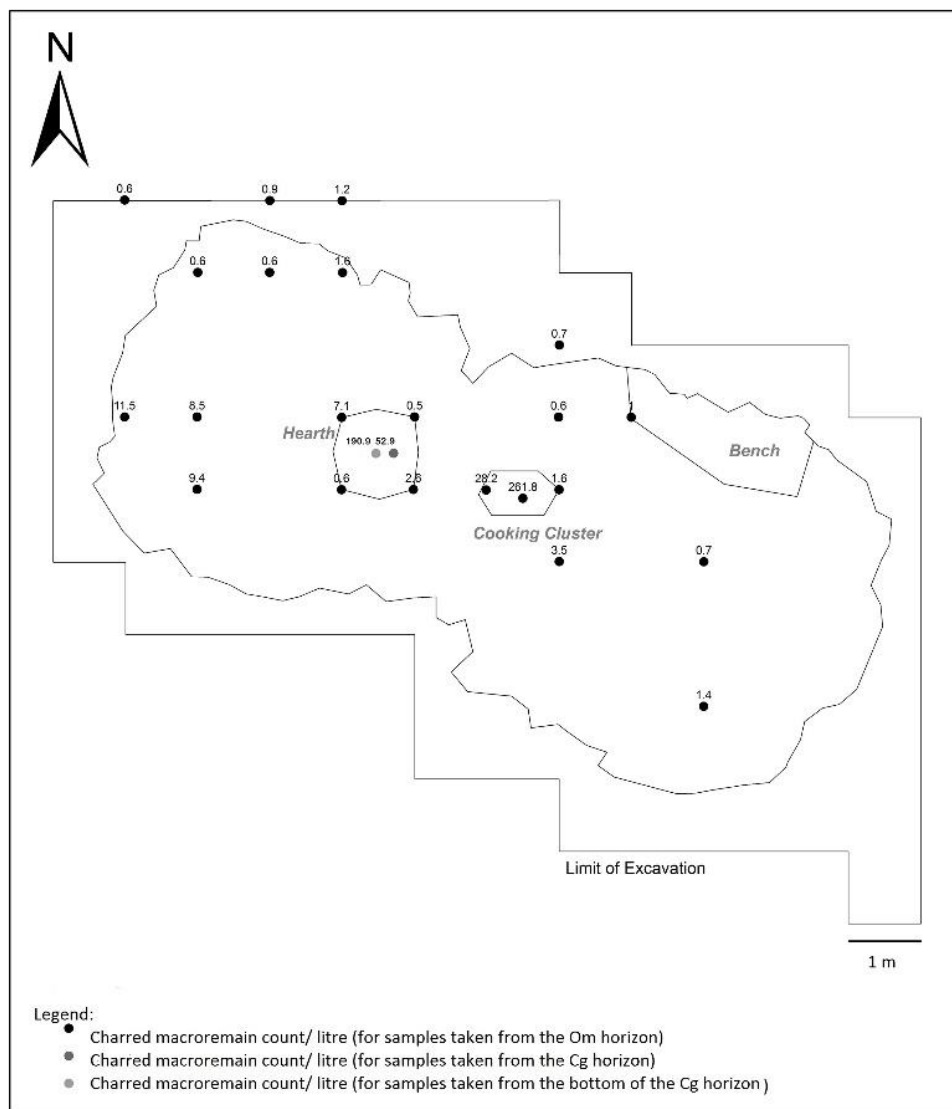 N
0.6 0.9 1.2
0.6 0.6 1.6
0.7
11.5 8.5 7.1 0.5 0.6 1
Hearth
190.9 52.9
Bench
9.4 0.6 2.6 28.2 261.8 1.6
Cooking Cluster
3.5 0.7
1.4
Limit of Excavation
1 m
Legend:
Charred macroremain count/ litre (for samples taken from the Om horizon)
Charred macroremain count/ litre (for samples taken from the Cg horizon)
Charred macroremain count/ litre (for samples taken from the bottom of the Cg horizon )